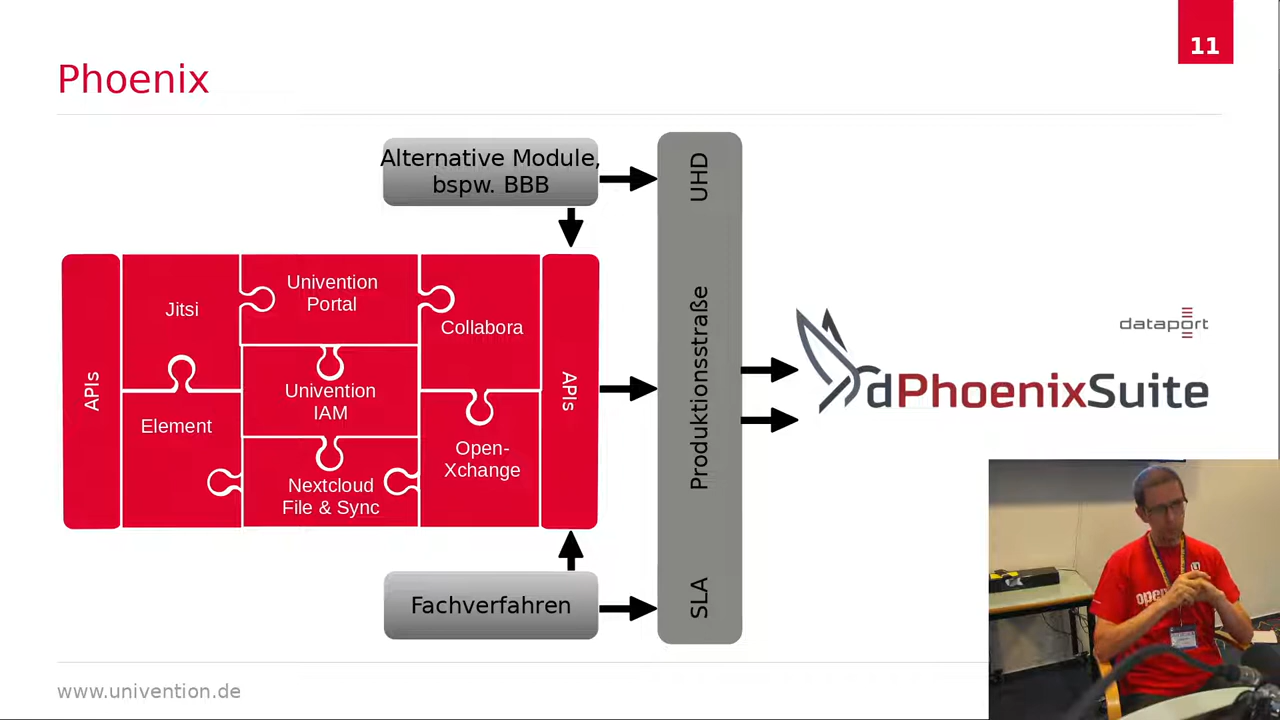 11
Phoenix
Alternative Module,
bspw. BBB
UHD
Produktionsstraße
SLA
APIs
Jitsi
Univention
Portal
Collabora
Univention
IAM
Element
Open-
Xchange
Nextcloud
File & Sync
APIs
Fachverfahren
dataport
dPhoenixSuite
www.univention.de